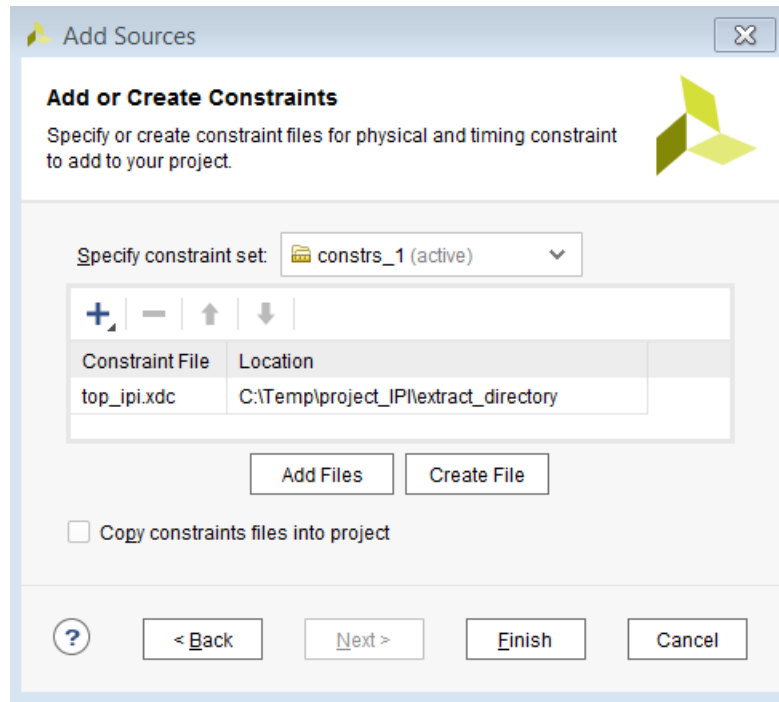 Add Sources
Add or Create Constraints
Specify or create constraint files for physical and timing constraint
to add to your project.
Specify constraint set: constrs_1 (active)
Constraint File Location
top_ipi.xdc C:\Temp\project_IPI\extract_directory
Add Files Create File
Copy constraints files into project
? < Back Next > Finish Cancel